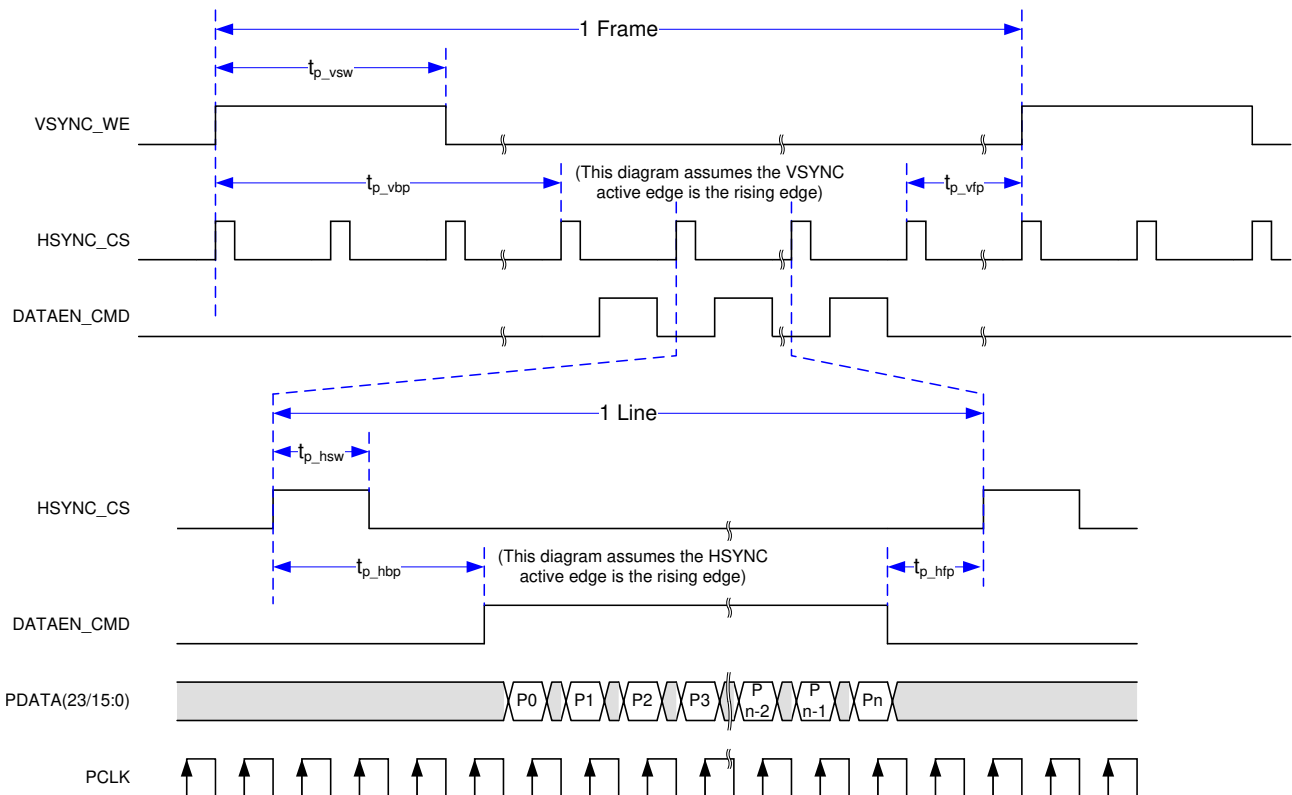 1 Frame
tp_vsw
VSYNC_WE
(This diagram assumes the VSYNC
active edge is the rising edge)
tp_vbp
tp_vfp
HSYNC_CS
DATAEN_CMD
1 Line
tp_hsw
HSYNC_CS
(This diagram assumes the HSYNC
active edge is the rising edge)
tp_hbp
tp_hfp
DATAEN_CMD
PDATA(23/15:0)
P0
P1
P2
P3
P
n-2
P
n-1
Pn
PCLK